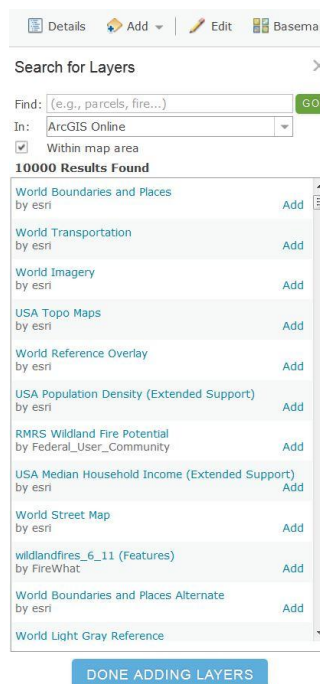 Details Add Edit Basema
Search for Layers
Find: (e.g., parcels, fire...) GO
In: ArcGIS Online
Within map area
10000 Results Found
World Boundaries and Places
by esri Add
World Transportation
by esri Add
World Imagery
by esri Add
USA Topo Maps
by esri Add
World Reference Overlay
by esri Add
USA Population Density (Extended Support)
by esri Add
RMRS Wildland Fire Potential
by Federal_User_Community Add
USA Median Household Income (Extended Support)
by esri Add
World Street Map
by esri Add
wildlandfires_6_11 (Features)
by FireWhat Add
World Boundaries and Places Alternate
by esri Add
World Light Gray Reference
DONE ADDING LAYERS